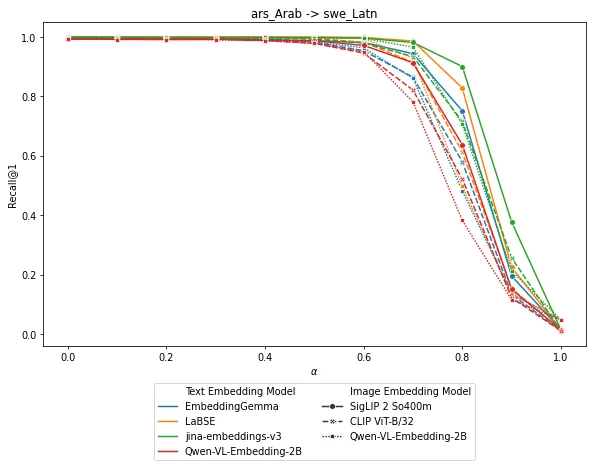 ars_Arab -> swe_Latn
Recall@1
1.0
0.8
0.6
0.4
0.2
0.0
0.0 0.2 0.4 0.6 0.8 1.0
α
Text Embedding Model
EmbeddingGemma
LaBSE
jina-embeddings-v3
Qwen-VL-Embedding-2B
Image Embedding Model
SigLIP 2 So400m
CLIP ViT-B/32
Qwen-VL-Embedding-2B